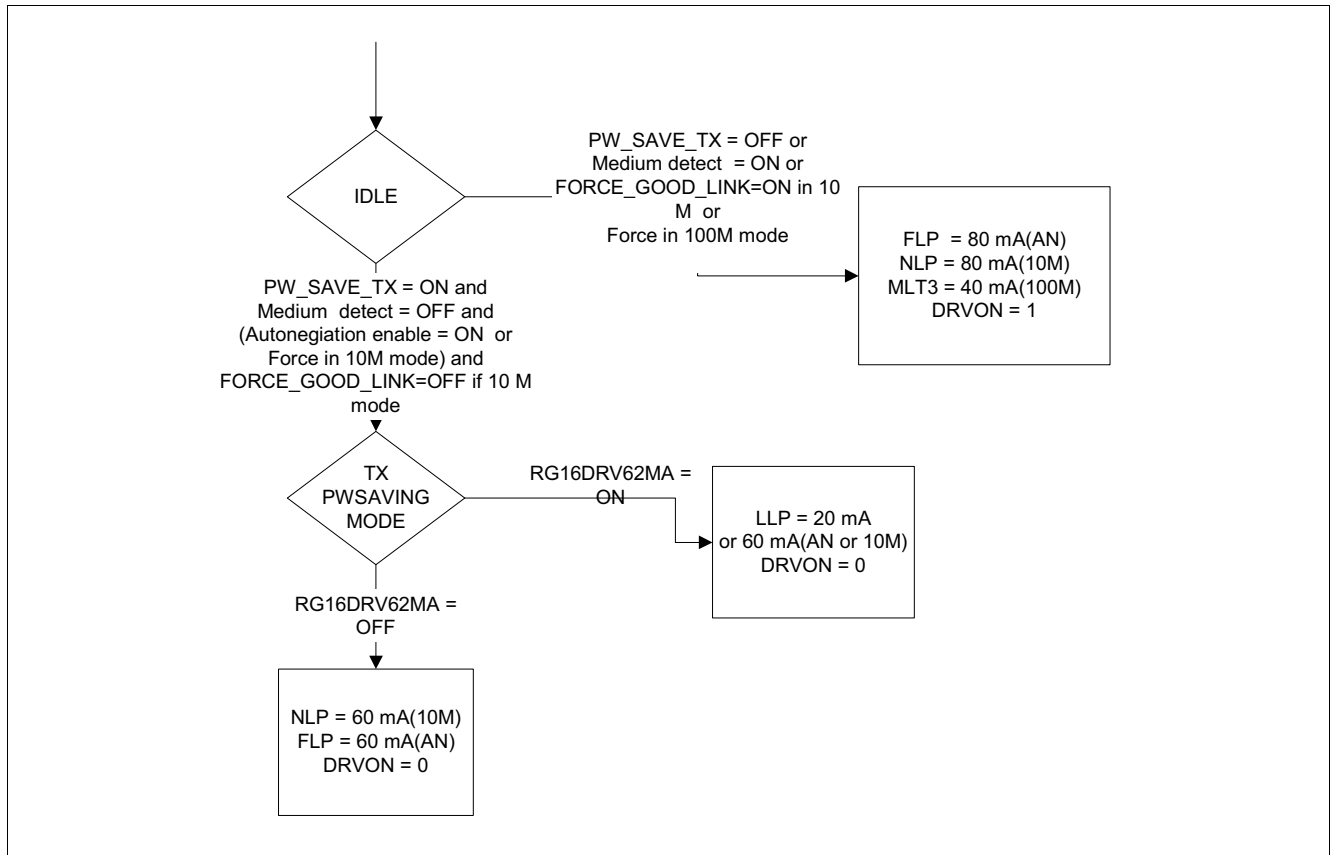 IDLE
PW_SAVE_TX = OFF or
Medium detect  = ON or
FORCE_GOOD_LINK=ON in 10
M  or
Force in 100M mode
FLP  = 80 mA(AN)
NLP = 80 mA(10M)
MLT3 = 40 mA(100M)
DRVON = 1
PW_SAVE_TX = ON and
Medium  detect = OFF and
(Autonegiation enable = ON  or
Force in 10M mode) and
FORCE_GOOD_LINK=OFF if 10 M
mode
TX
PWSAVING
MODE
RG16DRV62MA =
ON
LLP = 20 mA
or 60 mA(AN or 10M)
DRVON = 0
RG16DRV62MA =
OFF
NLP = 60 mA(10M)
FLP = 60 mA(AN)
DRVON = 0